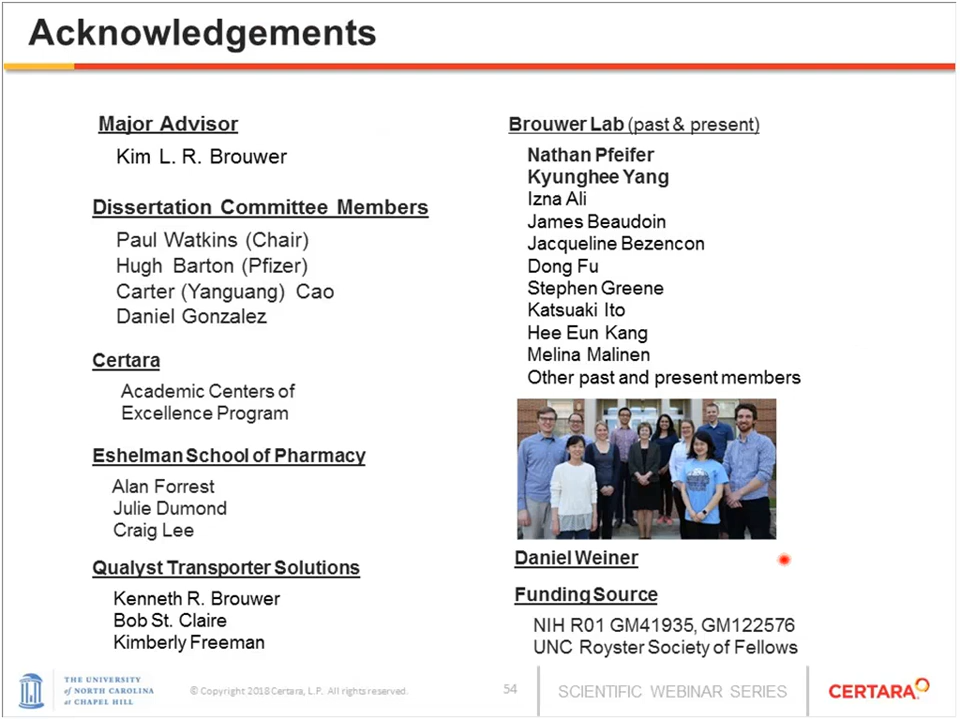 Acknowledgements
Major Advisor
Kim L. R. Brouwer
Dissertation Committee Members
Paul Watkins (Chair)
Hugh Barton (Pfizer)
Carter (Yanguang) Cao
Daniel Gonzalez
Certara
Academic Centers of
Excellence Program
Eshelman School of Pharmacy
Alan Forrest
Julie Dumond
Craig Lee
Qualyst Transporter Solutions
Kenneth R. Brouwer
Bob St. Claire
Kimberly Freeman
Brouwer Lab (past & present)
Nathan Pfeifer
Kyunghee Yang
Izna Ali
James Beaudoin
Jacqueline Bezencon
Dong Fu
Stephen Greene
Katsuaki Ito
Hee Eun Kang
Melina Malinen
Other past and present members
Daniel Weiner
Funding Source
NIH R01 GM41935, GM122576
UNC Royster Society of Fellows
THE UNIVERSITY
of NORTH CAROLINA
at CHAPEL HILL
© Copyright 2018 Certara, L.P. All rights reserved.
54
SCIENTIFIC WEBINAR SERIES
CERTARA